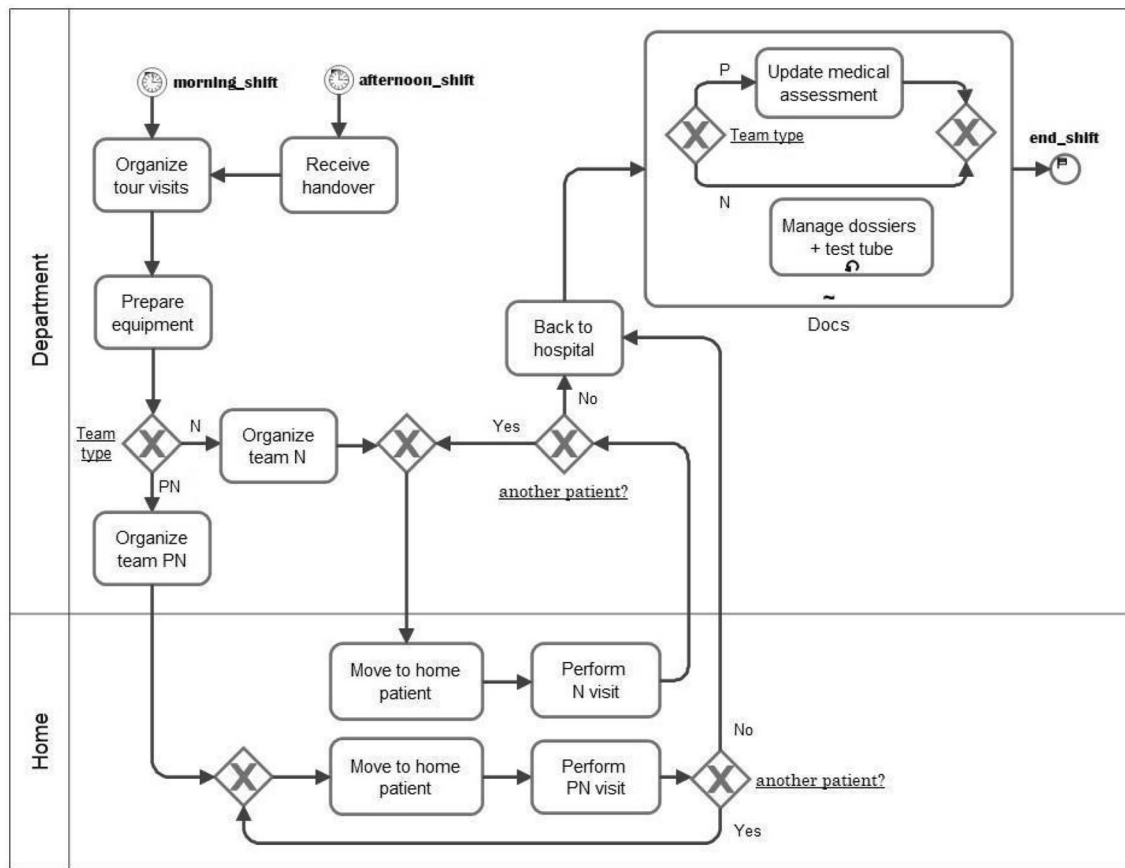 Department
morning_shift
afternoon_shift
Organize
tour visits
Receive
handover
Prepare
equipment
Team
type
N
PN
Organize
team N
Organize
team PN
Yes
No
another patient?
Back to
hospital
P
Update medical
assessment
Team type
N
Manage dossiers
+ test tube
~
Docs
end_shift
Home
Move to home
patient
Perform
N visit
Move to home
patient
Perform
PN visit
No
another patient?
Yes